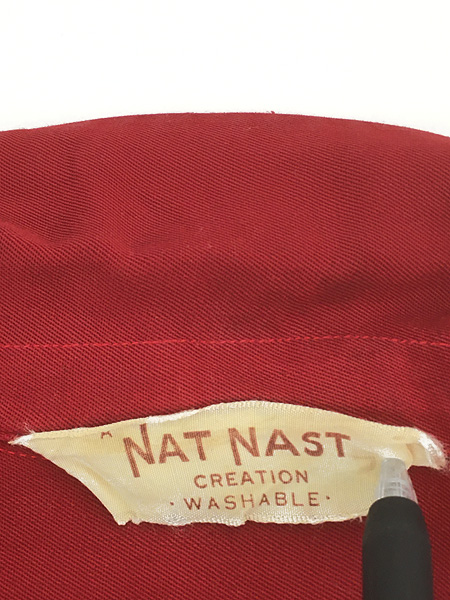 A
NAT NAST
CREATION
· WASHABLE ·